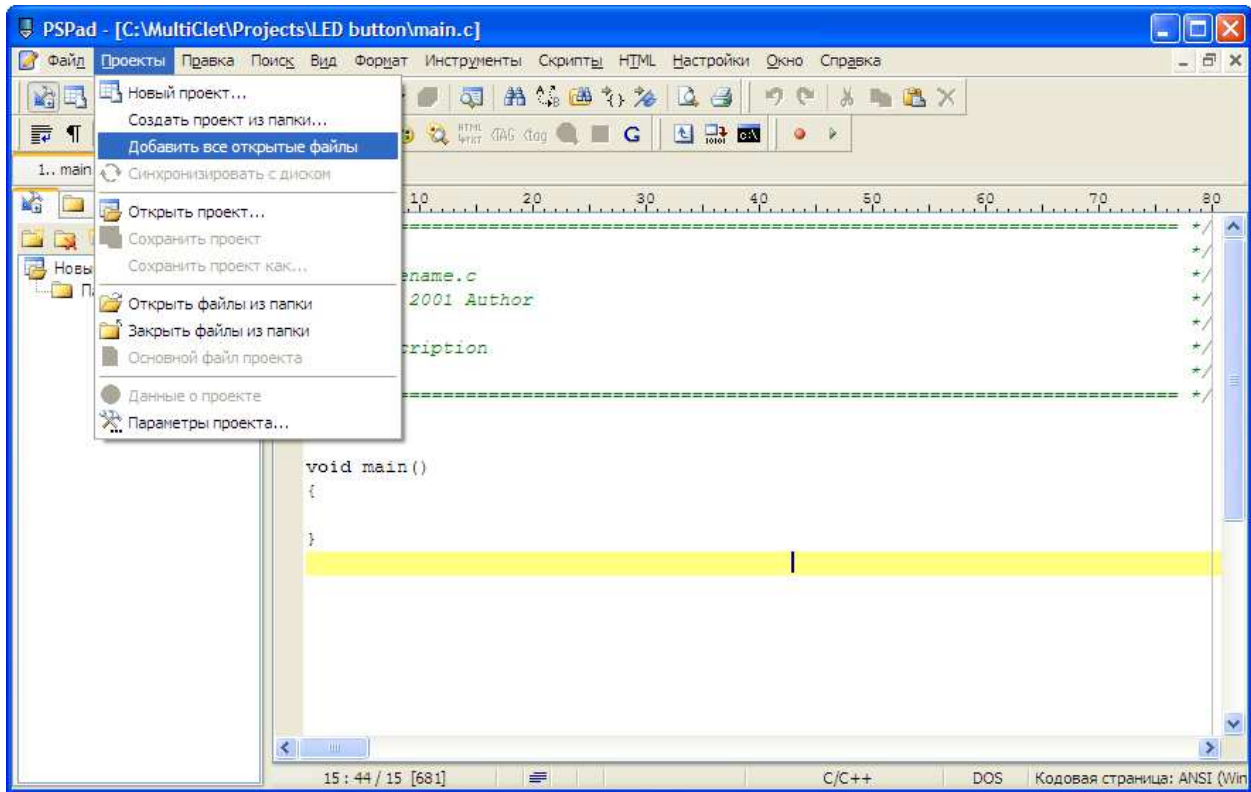 PSPad - [C:\MultiClet\Projects\LED button\main.c]
Файл Проекты Правка Поиск Вид Формат Инструменты Скрипты HTML Настройки Окно Справка
Новый проект...
Создать проект из папки...
Добавить все открытые файлы
Синхронизировать с диском
Открыть проект...
Сохранить проект
Сохранить проект как...
Открыть файлы из папки
Закрыть файлы из папки
Основной файл проекта
Данные о проекте
Параметры проекта...
1.. main
Новы
П
10 20 30 40 50 60 70 80
============================================================ */
*/
ename.c */
2001 Author */
*/
cription */
*/
============================================================ */
void main()
{
}
15 : 44 / 15 [681] C/C++ DOS Кодовая страница: ANSI (Win